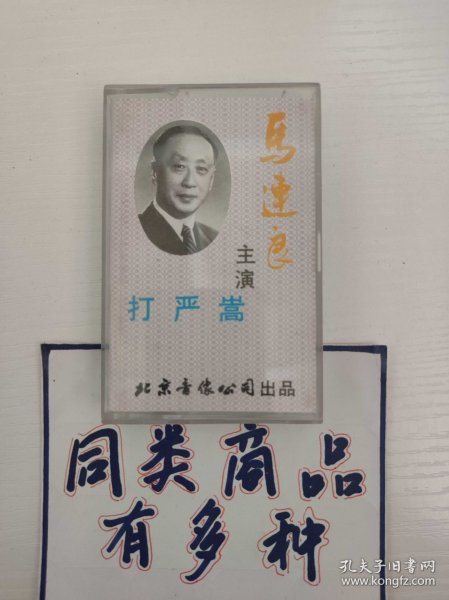 馬連良
主演
打严嵩
北京音像公司出品
同类商品
有多种
孔夫子旧书网
www.kongfz.com